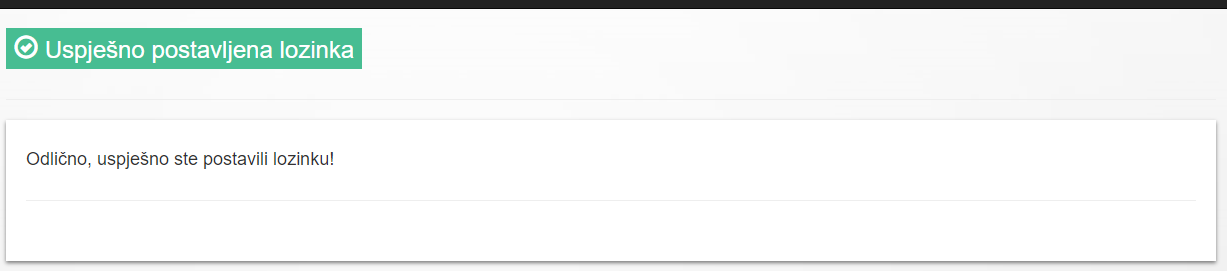 Uspješno postavljena lozinka
Odlično, uspješno ste postavili lozinku!